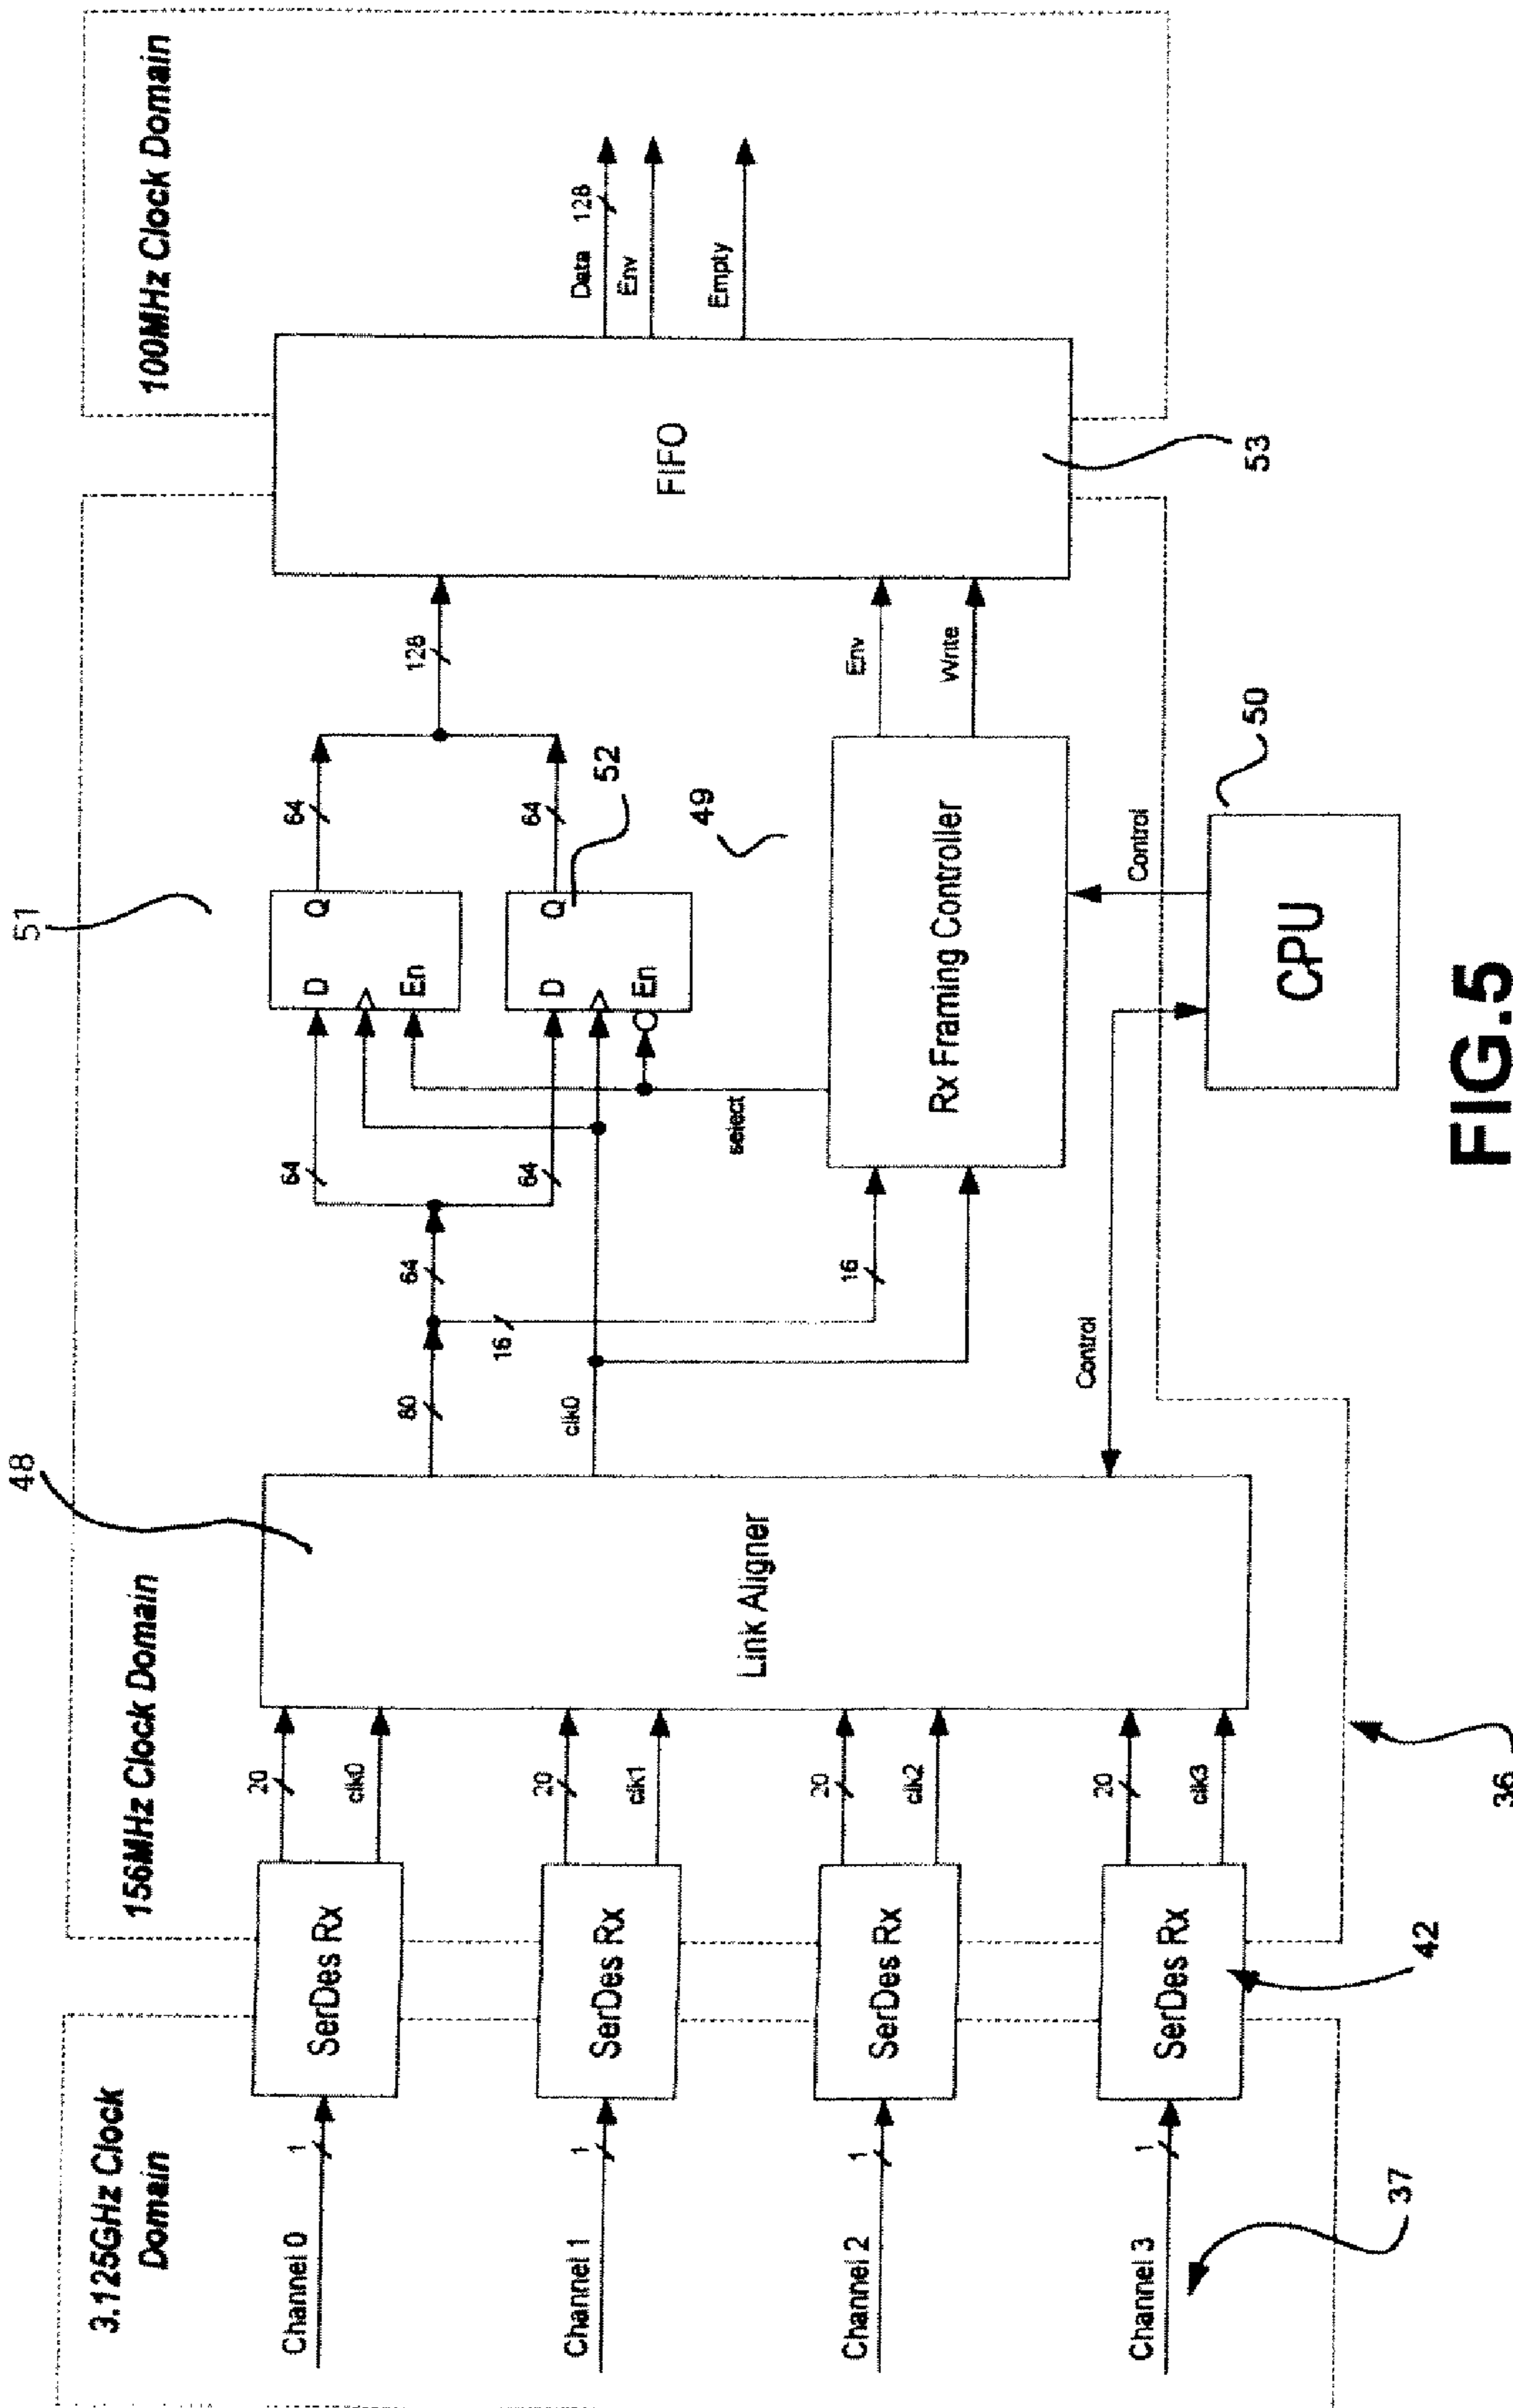 3.125GHz Clock
Domain
156MHz Clock Domain
100MHz Clock Domain
Channel 0
1
SerDes Rx
20
clk0
Channel 1
1
SerDes Rx
20
clk1
Channel 2
1
SerDes Rx
20
clk2
Channel 3
1
SerDes Rx
20
clk3
37
42
36
48
Link Aligner
80
clk0
64
16
16
64
64
51
D
Q
En
D
Q
En
52
64
64
128
select
49
Rx Framing Controller
Env
Write
Control
Control
50
CPU
FIFO
53
Data
128
Env
Empty
FIG.5